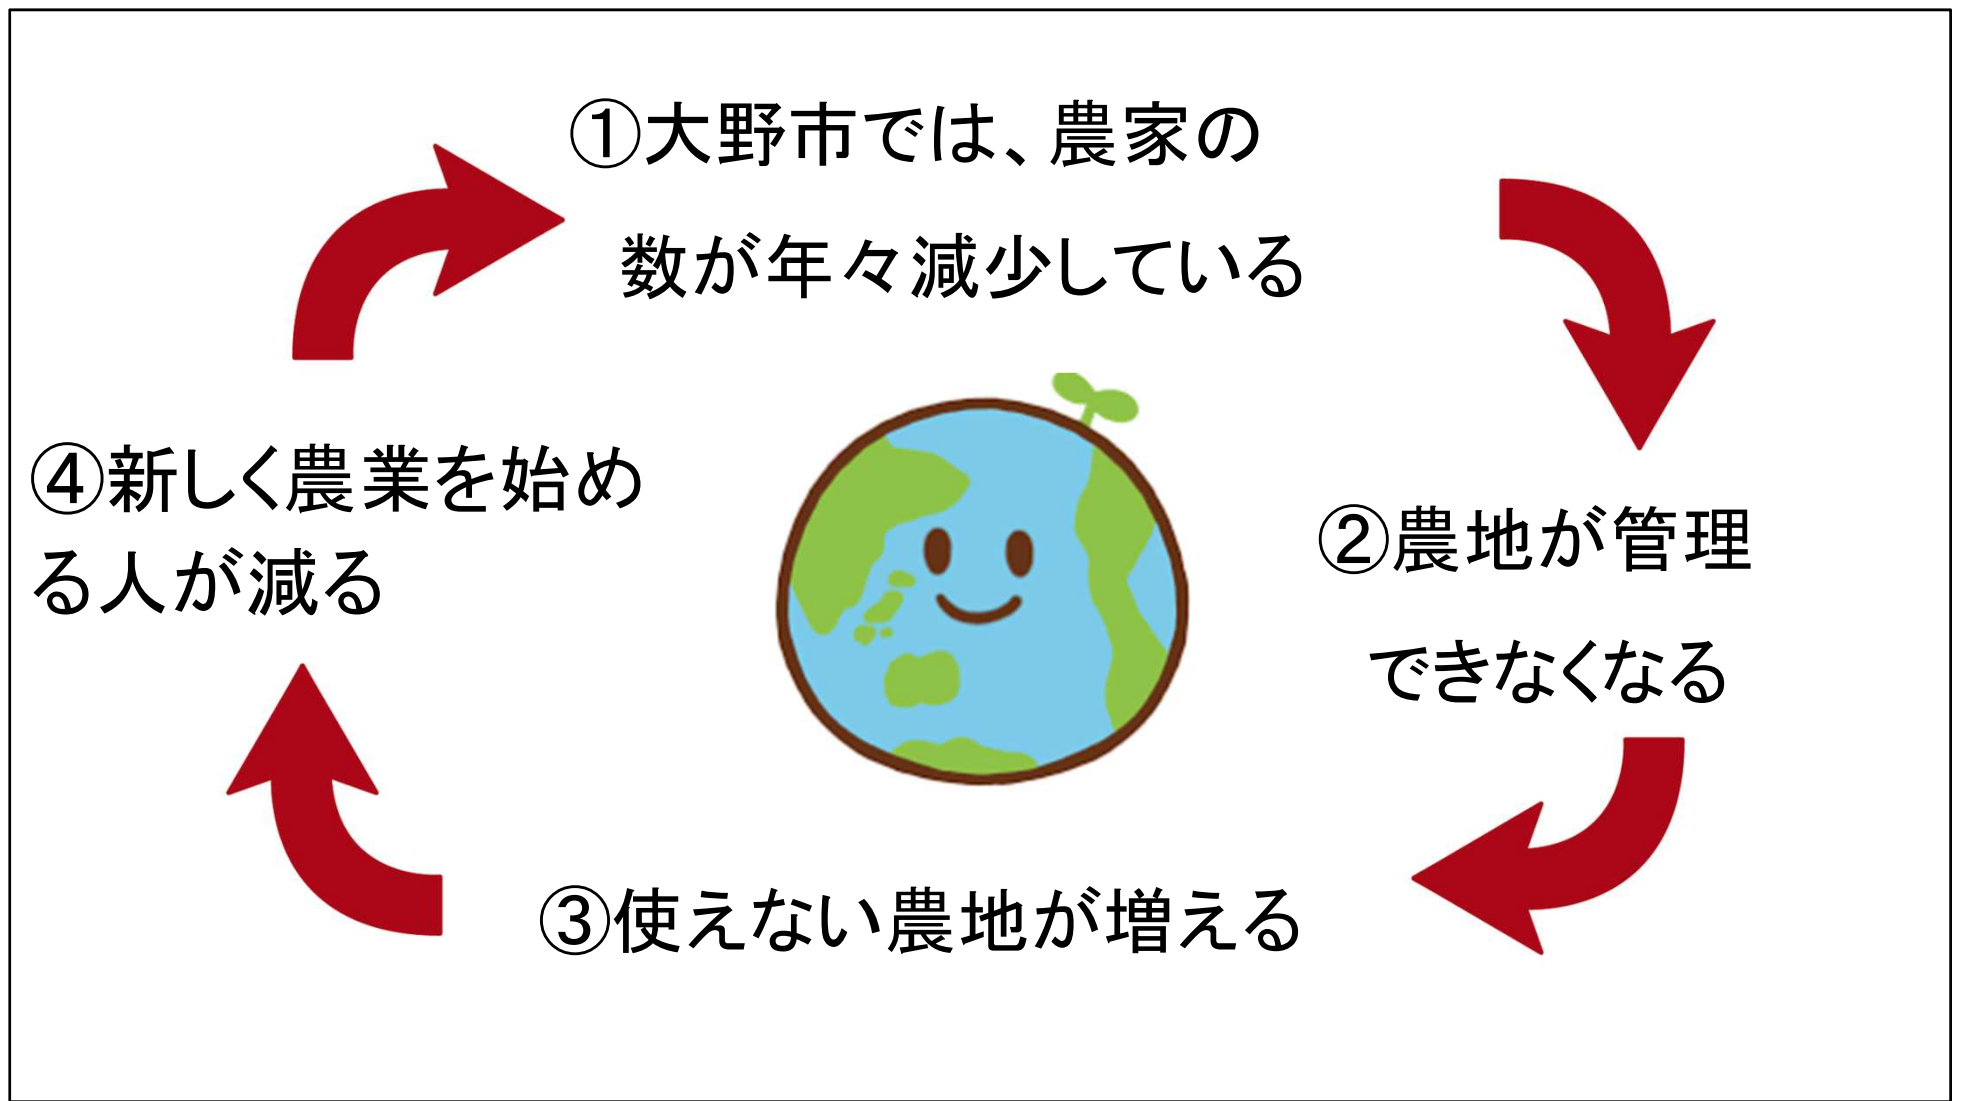 ①大野市では、農家の
数が年々減少している
②農地が管理
できなくなる
③使えない農地が増える
④新しく農業を始め
る人が減る